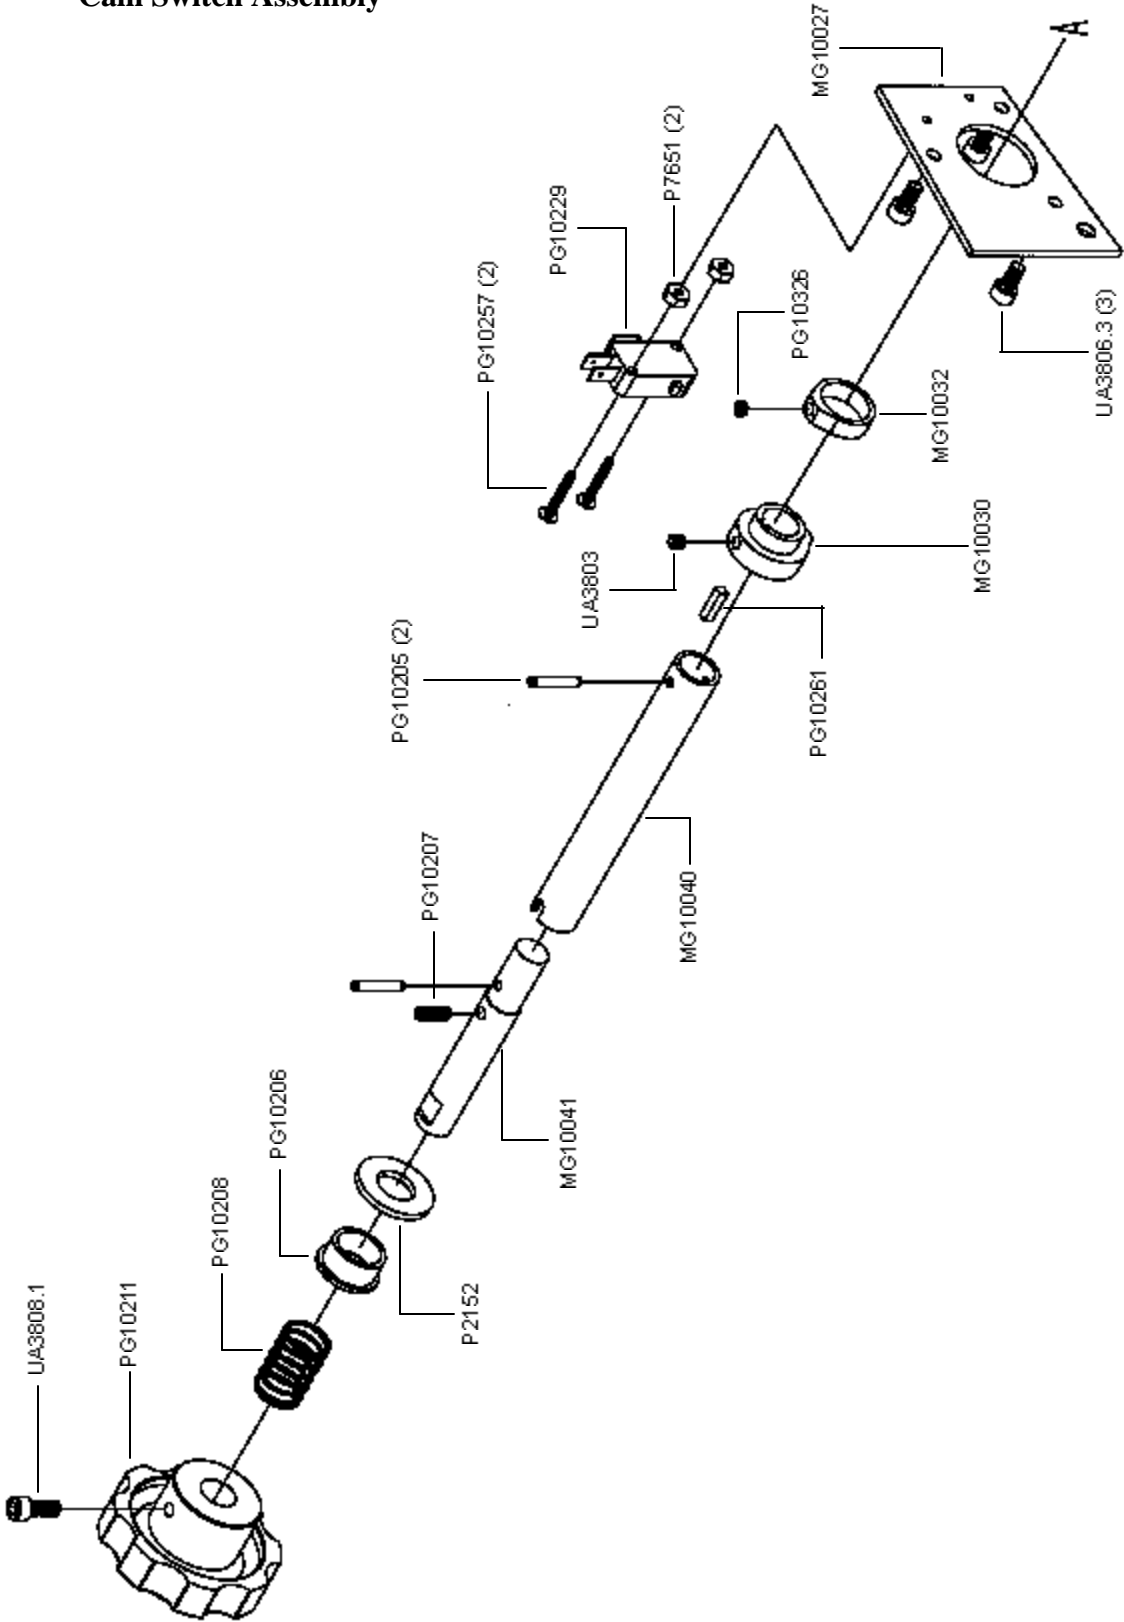 Cam Switch Assembly
MG10027
A
P7651 (2)
PG10229
PG10257 (2)
PG10326
UA3806.3 (3)
MG10032
MG10030
UA3803
PG10205 (2)
PG10261
PG10207
MG10040
PG10206
MG10041
PG10208
P2152
UA3808.1
PG10211